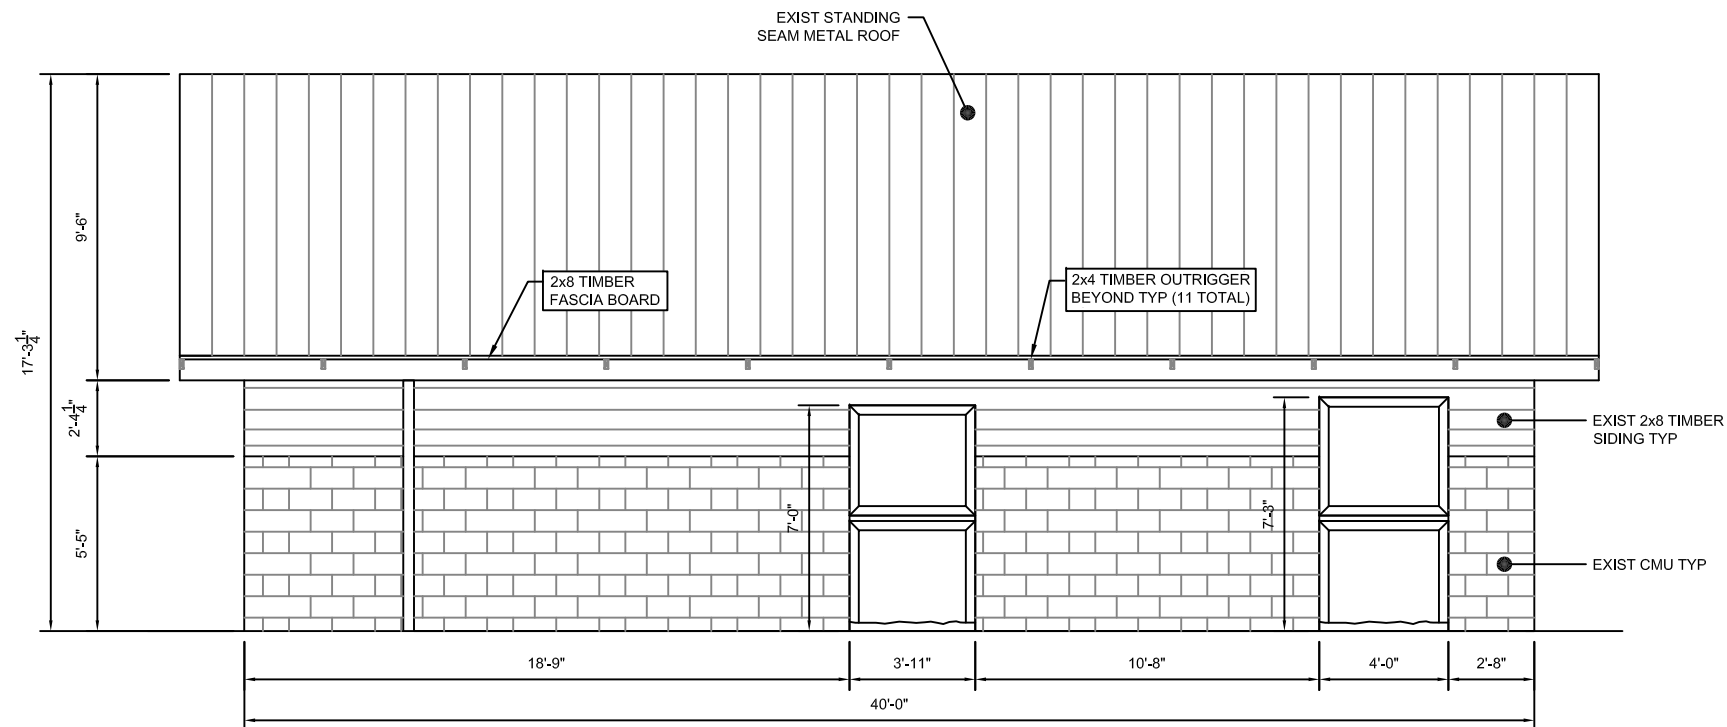 EXIST STANDING
SEAM METAL ROOF
9'-6"
2x8 TIMBER
FASCIA BOARD
2x4 TIMBER OUTRIGGER
BEYOND TYP (11 TOTAL)
17'-3 1/4"
2'-4 1/4"
EXIST 2x8 TIMBER
SIDING TYP
7'-0"
7'-3"
5'-5"
EXIST CMU TYP
18'-9"
3'-11"
10'-8"
4'-0"
2'-8"
40'-0"